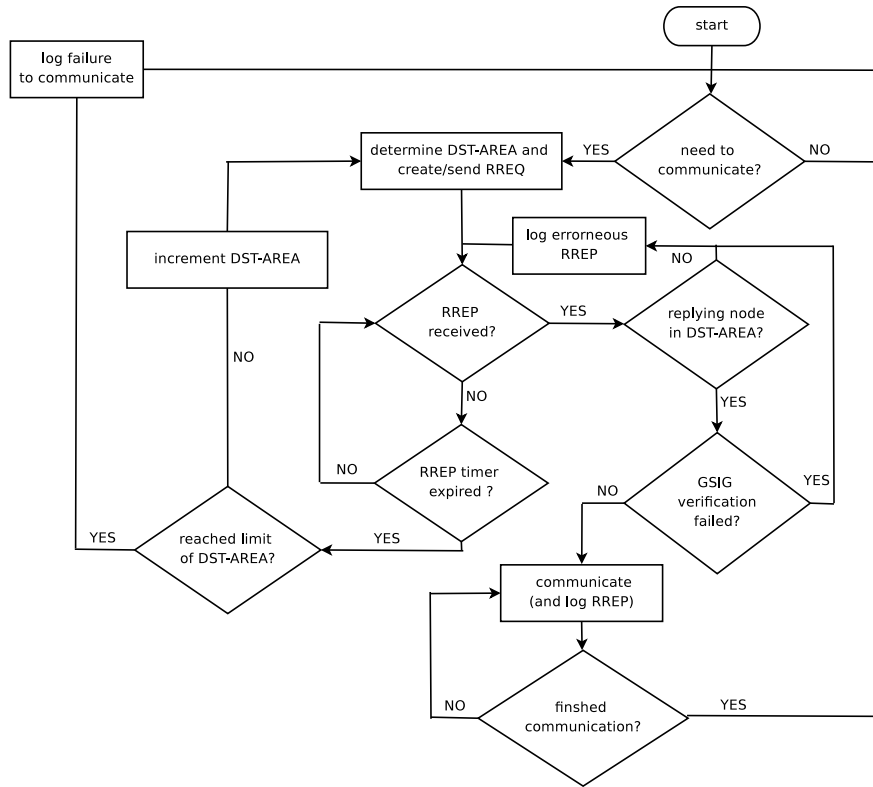 start
log failure
to communicate
need to
communicate?
YES
NO
determine DST-AREA and
create/send RREQ
log errorneous
RREP
NO
increment DST-AREA
RREP
received?
YES
replying node
in DST-AREA?
NO
NO
YES
RREP timer
expired ?
NO
GSIG
verification
failed?
NO
YES
YES
reached limit
of DST-AREA?
YES
communicate
(and log RREP)
NO
finshed
communication?
YES